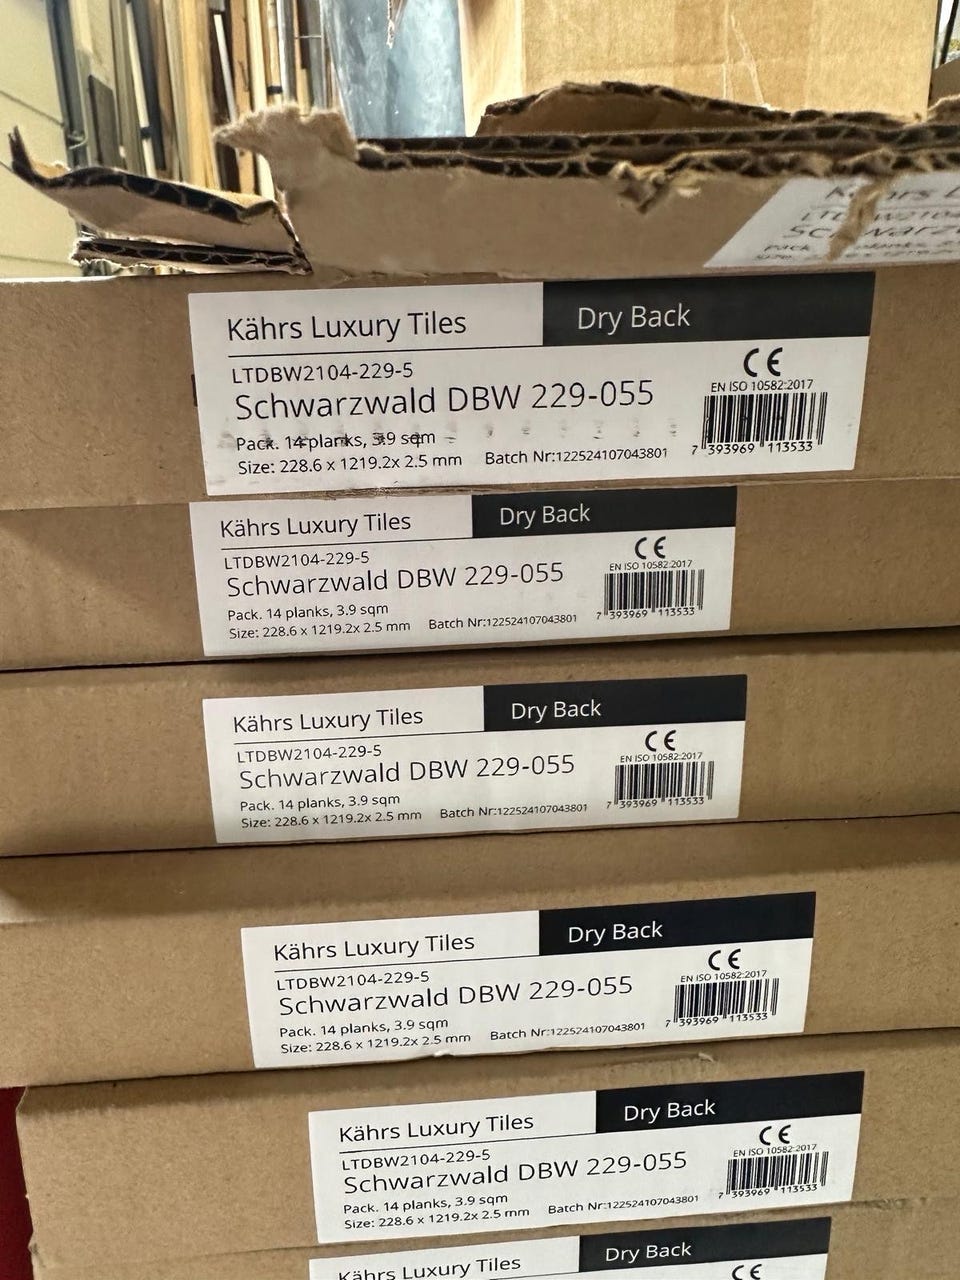 Kährs L
Kährs Luxury Tiles
Dry Back
LTDBW2104-229-5
Schwarzwald DBW 229-055
Pack. 14 planks, 3.9 sqm
Size: 228.6 x 1219.2x 2.5 mm
Batch Nr:122524107043801
CE
EN ISO 10582:2017
7 393969 113533
Kährs Luxury Tiles
Dry Back
LTDBW2104-229-5
Schwarzwald DBW 229-055
Pack. 14 planks, 3.9 sqm
Size: 228.6 x 1219.2x 2.5 mm
Batch Nr:122524107043801
CE
EN ISO 10582:2017
7 393969 113533
Kährs Luxury Tiles
Dry Back
LTDBW2104-229-5
Schwarzwald DBW 229-055
Pack. 14 planks, 3.9 sqm
Size: 228.6 x 1219.2x 2.5 mm
Batch Nr:122524107043801
CE
EN ISO 10582:2017
7 393969 113533
Kährs Luxury Tiles
Dry Back
LTDBW2104-229-5
Schwarzwald DBW 229-055
Pack. 14 planks, 3.9 sqm
Size: 228.6 x 1219.2x 2.5 mm
Batch Nr:122524107043801
CE
EN ISO 10582:2017
7 393969 113533
Kährs Luxury Tiles
Dry Back
LTDBW2104-229-5
Schwarzwald DBW 229-055
Pack. 14 planks, 3.9 sqm
Size: 228.6 x 1219.2x 2.5 mm
Batch Nr:122524107043801
CE
EN ISO 10582:2017
7 393969 113533
Kährs Luxury Tiles
Dry Back
CE